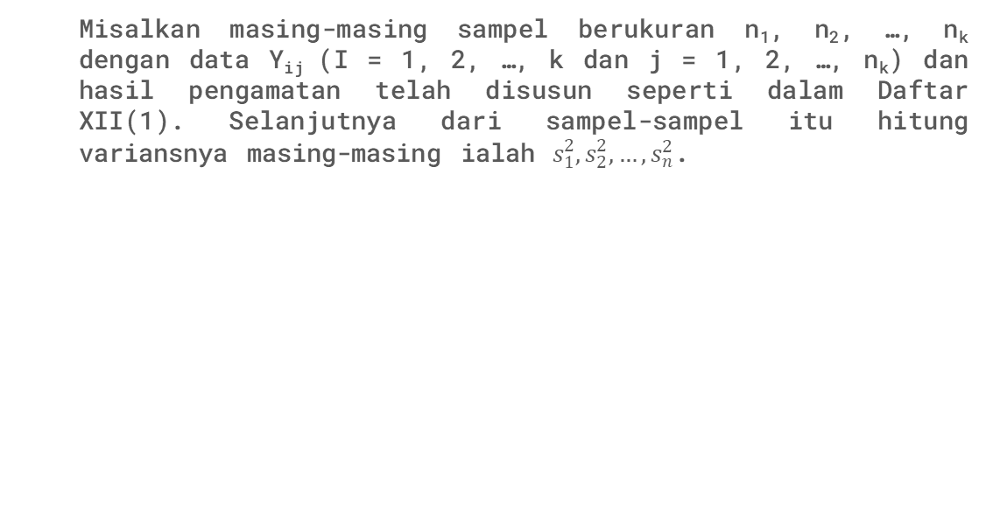 Misalkan masing-masing sampel berukuran n₁, n₂, …, nₖ
dengan data Yᵢⱼ (I = 1, 2, …, k dan j = 1, 2, …, nₖ) dan
hasil pengamatan telah disusun seperti dalam Daftar
XII(1). Selanjutnya dari sampel-sampel itu hitung
variansnya masing-masing ialah s₁², s₂², …, sₙ².